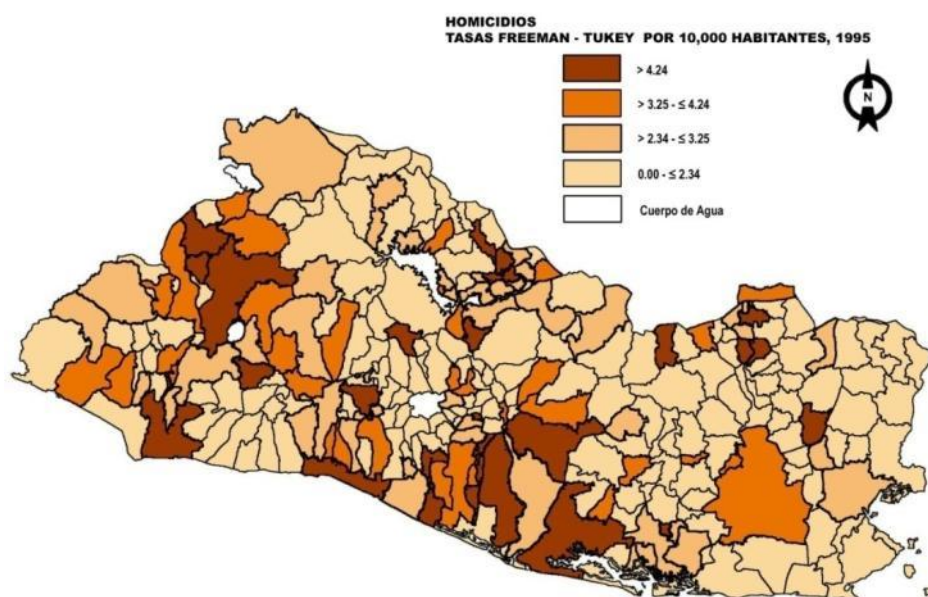 HOMICIDIOS
TASAS FREEMAN - TUKEY POR 10,000 HABITANTES, 1995
> 4.24
> 3.25 - ≤ 4.24
> 2.34 - ≤ 3.25
0.00 - ≤ 2.34
Cuerpo de Agua
N